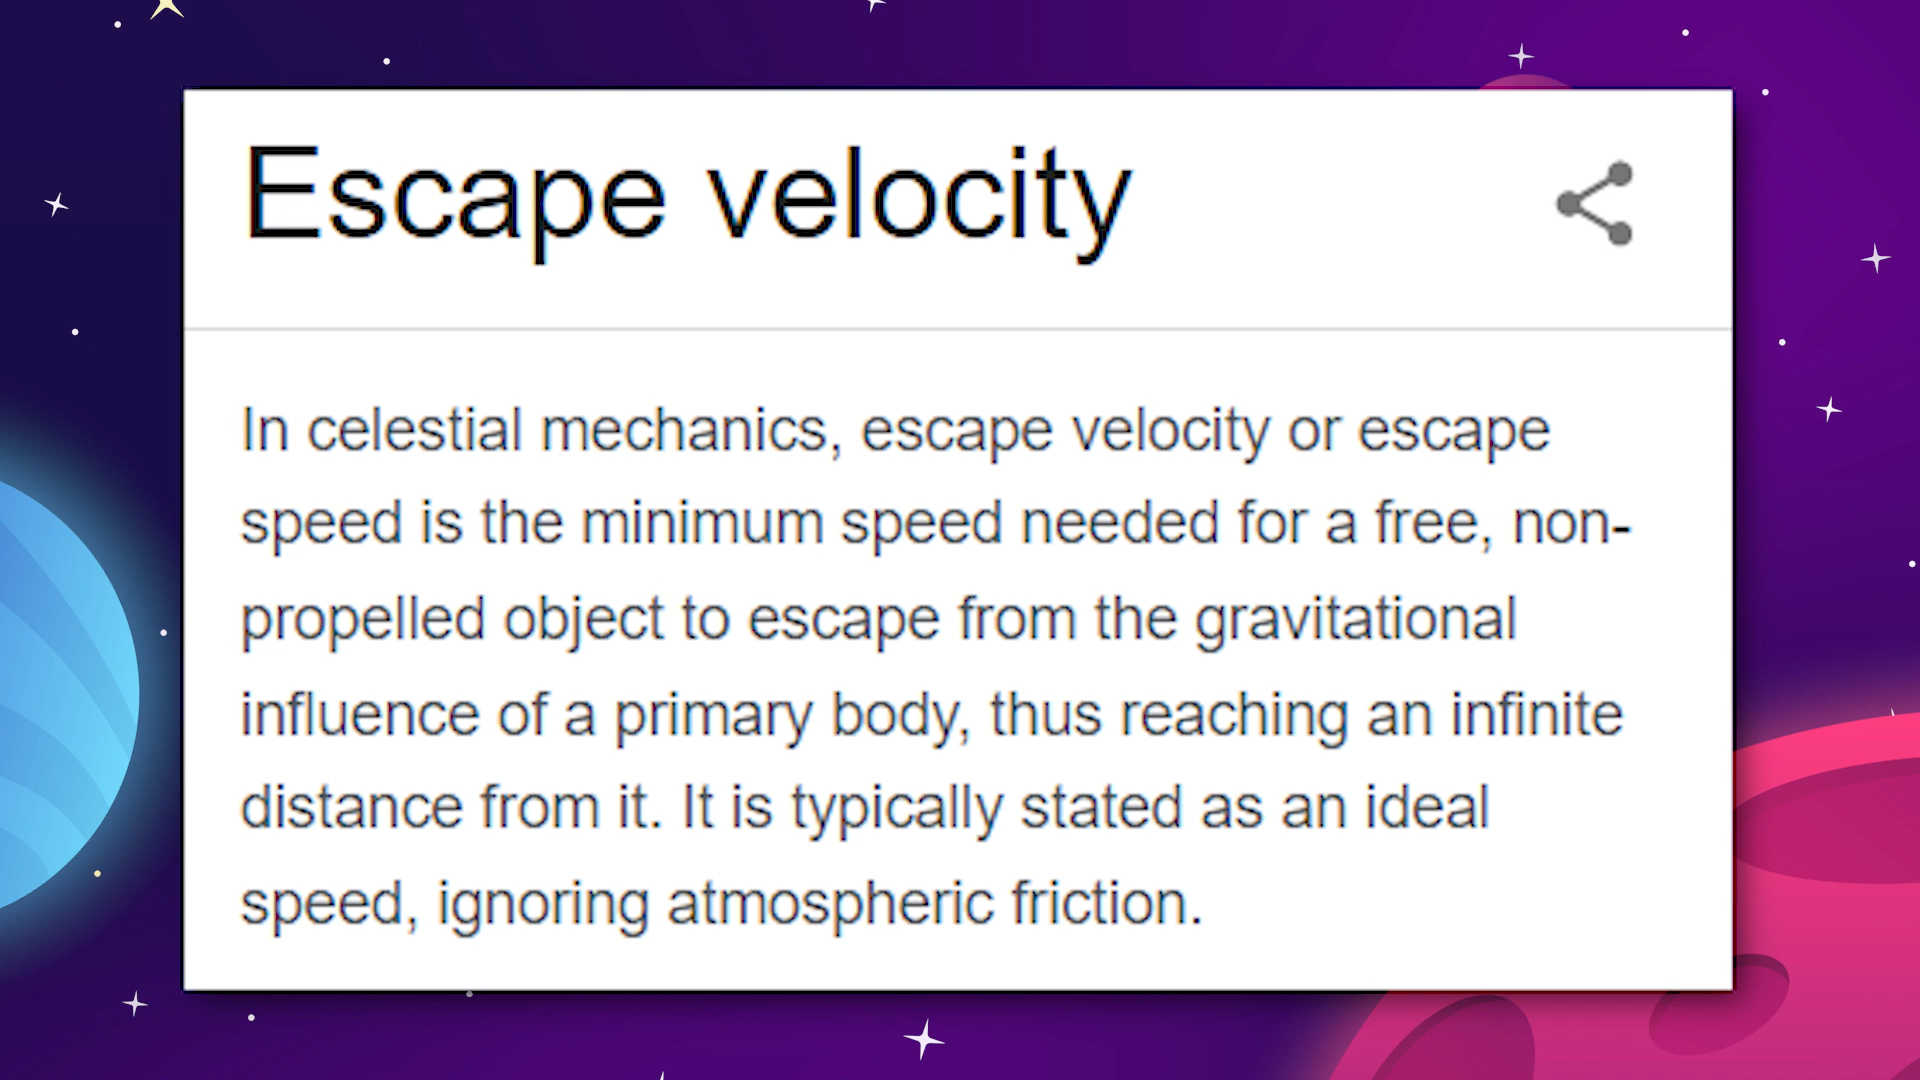 Escape velocity
In celestial mechanics, escape velocity or escape
speed is the minimum speed needed for a free, non-
propelled object to escape from the gravitational
influence of a primary body, thus reaching an infinite
distance from it. It is typically stated as an ideal
speed, ignoring atmospheric friction.